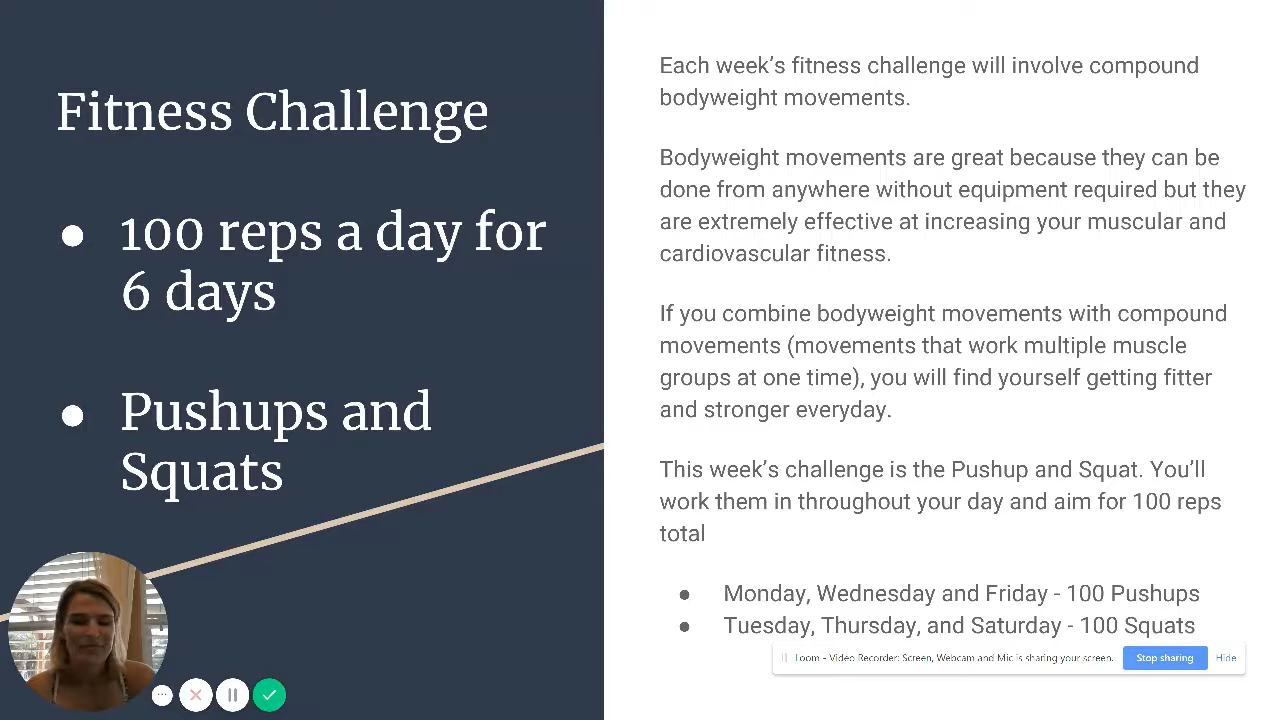 Fitness Challenge
● 100 reps a day for
6 days
● Pushups and
Squats
Each week’s fitness challenge will involve compound
bodyweight movements.
Bodyweight movements are great because they can be
done from anywhere without equipment required but they
are extremely effective at increasing your muscular and
cardiovascular fitness.
If you combine bodyweight movements with compound
movements (movements that work multiple muscle
groups at one time), you will find yourself getting fitter
and stronger everyday.
This week’s challenge is the Pushup and Squat. You’ll
work them in throughout your day and aim for 100 reps
total
● Monday, Wednesday and Friday - 100 Pushups
● Tuesday, Thursday, and Saturday - 100 Squats
Loom – Video Recorder: Screen, Webcam and Mic is sharing your screen. Stop sharing Hide